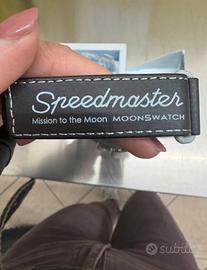 Speedmaster
Mission to the Moon MOONSWATCH
subito